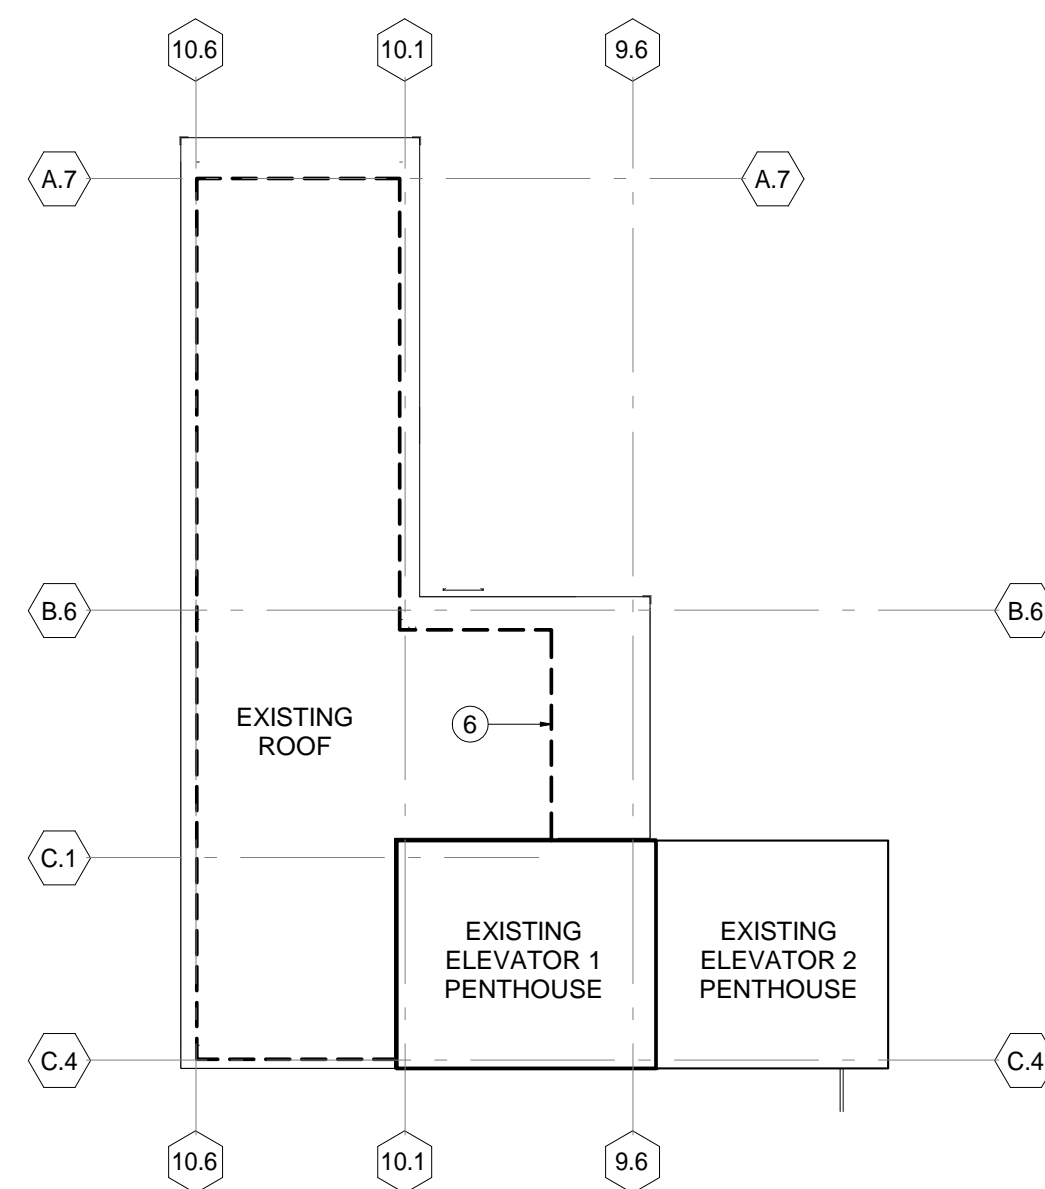 10.6
10.1
9.6
A.7
A.7
B.6
B.6
EXISTING
ROOF
6
C.1
EXISTING
ELEVATOR 1
PENTHOUSE
EXISTING
ELEVATOR 2
PENTHOUSE
C.4
C.4
10.6
10.1
9.6